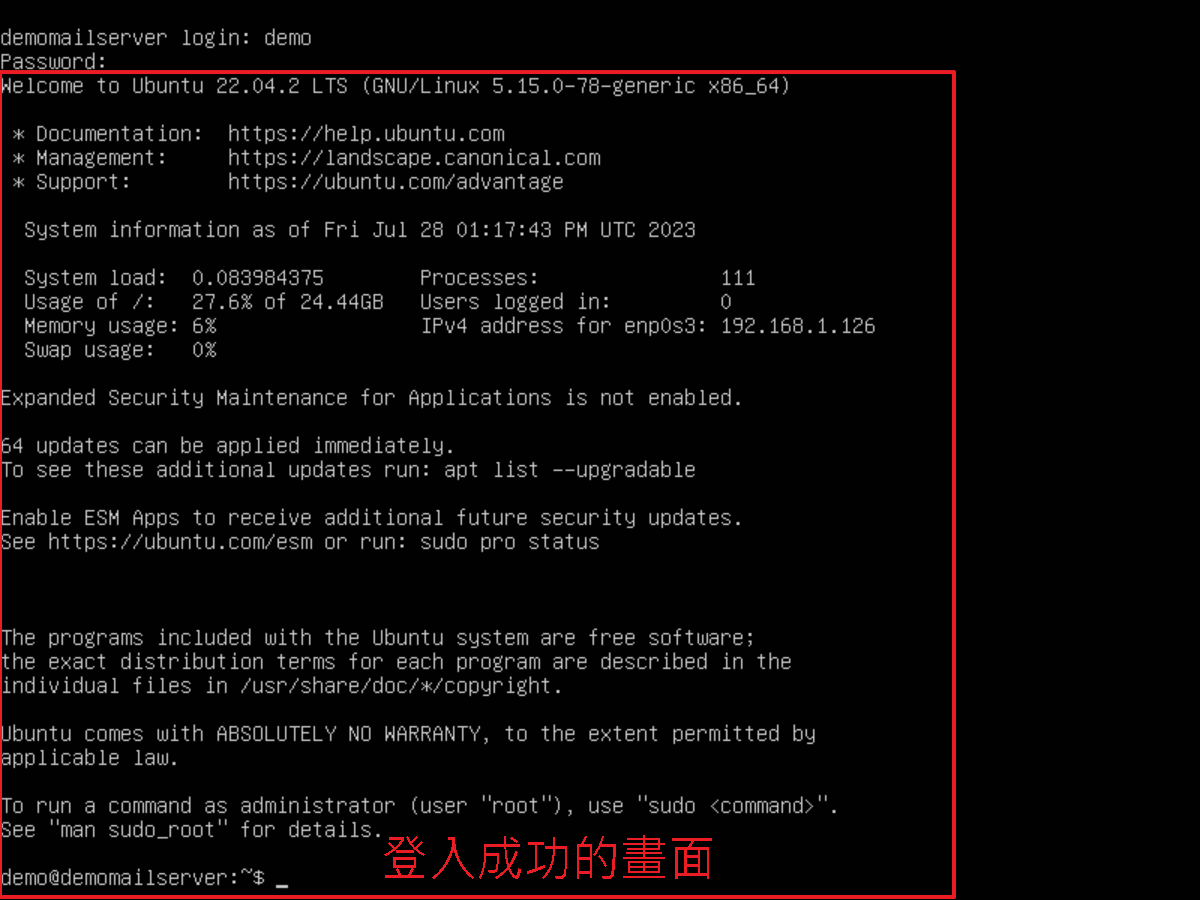 demomailserver login: demo
Password:
Welcome to Ubuntu 22.04.2 LTS (GNU/Linux 5.15.0-78-generic x86_64)
* Documentation:  https://help.ubuntu.com
* Management:     https://landscape.canonical.com
* Support:        https://ubuntu.com/advantage
System information as of Fri Jul 28 01:17:43 PM UTC 2023
System load:  0.083984375        Processes:               111
Usage of /:   27.6% of 24.44GB   Users logged in:         0
Memory usage: 6%                 IPv4 address for enp0s3: 192.168.1.126
Swap usage:   0%
Expanded Security Maintenance for Applications is not enabled.
64 updates can be applied immediately.
To see these additional updates run: apt list --upgradable
Enable ESM Apps to receive additional future security updates.
See https://ubuntu.com/esm or run: sudo pro status
The programs included with the Ubuntu system are free software;
the exact distribution terms for each program are described in the
individual files in /usr/share/doc/*/copyright.
Ubuntu comes with ABSOLUTELY NO WARRANTY, to the extent permitted by
applicable law.
To run a command as administrator (user "root"), use "sudo <command>".
See "man sudo_root" for details.
登入成功的畫面
demo@demomailserver:~$ _